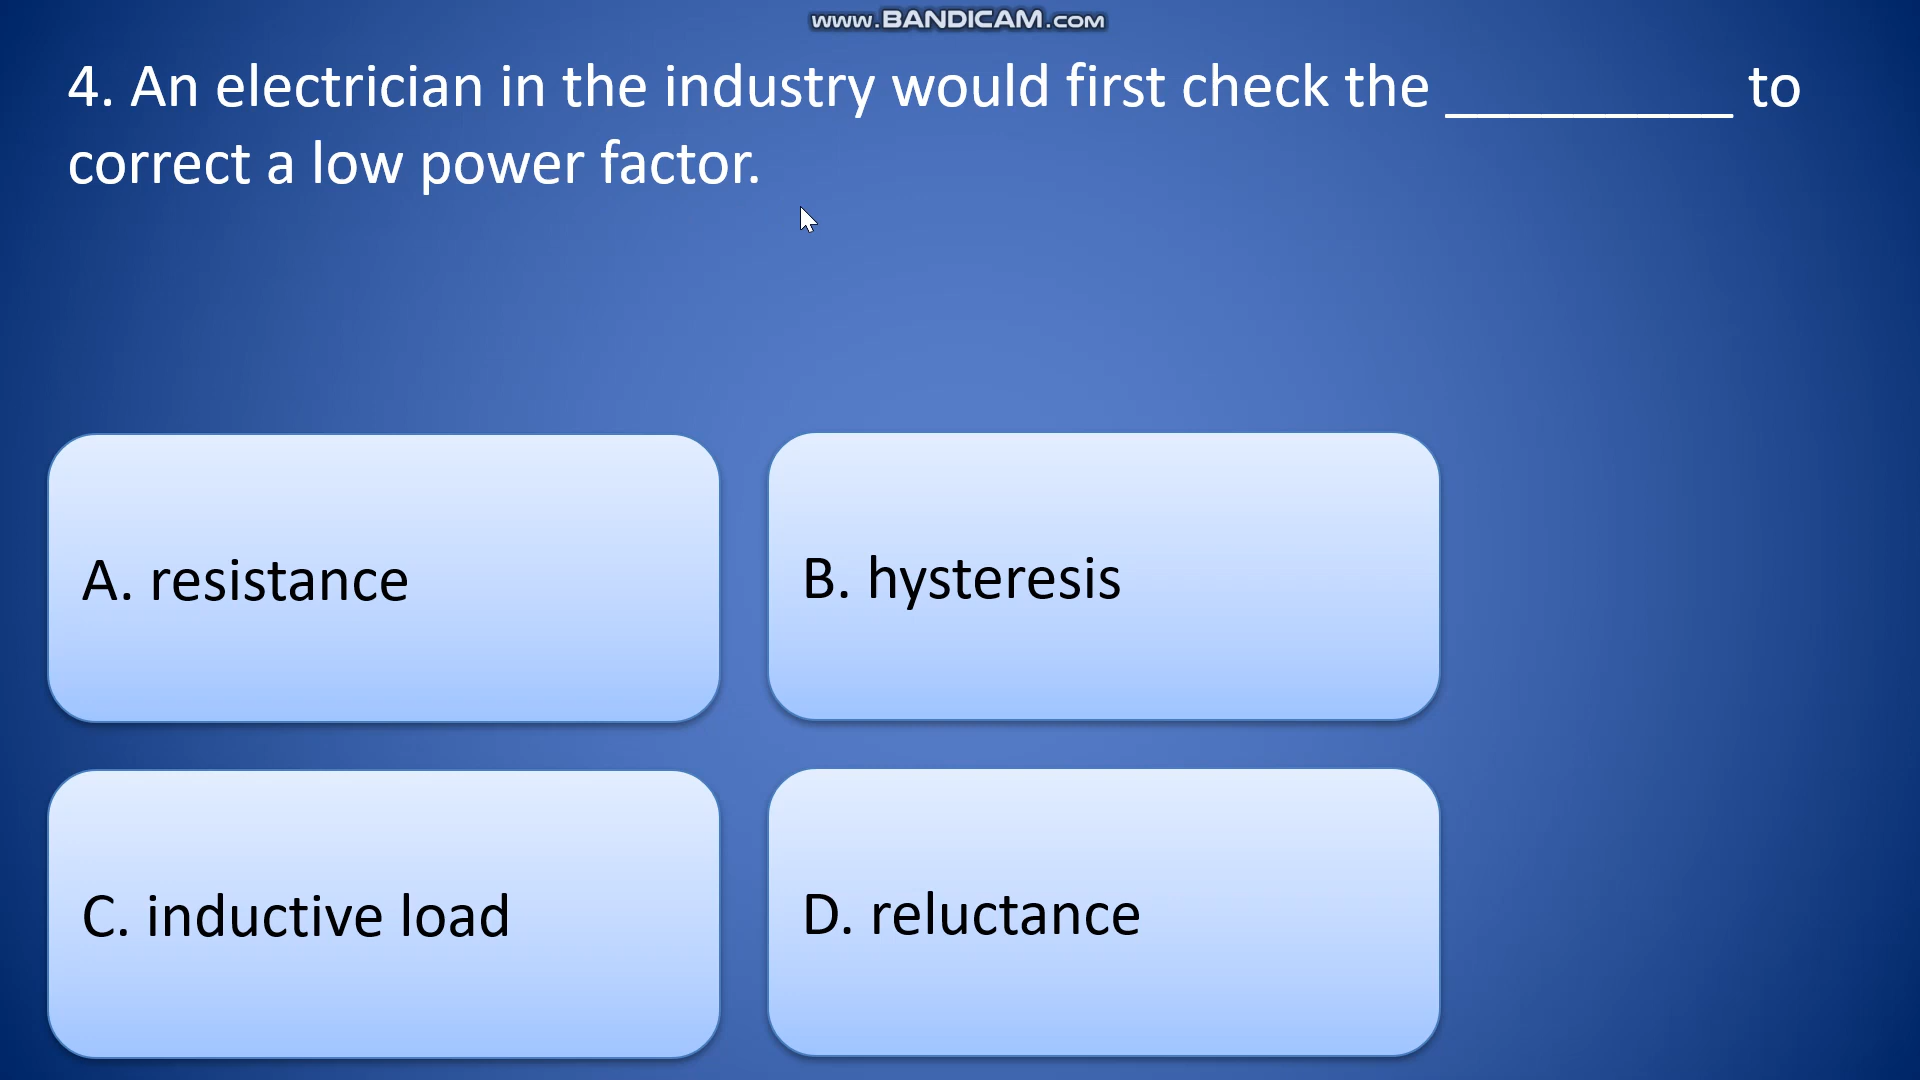 www.BANDICAM.com
4. An electrician in the industry would first check the _________ to
correct a low power factor.
A. resistance
B. hysteresis
C. inductive load
D. reluctance